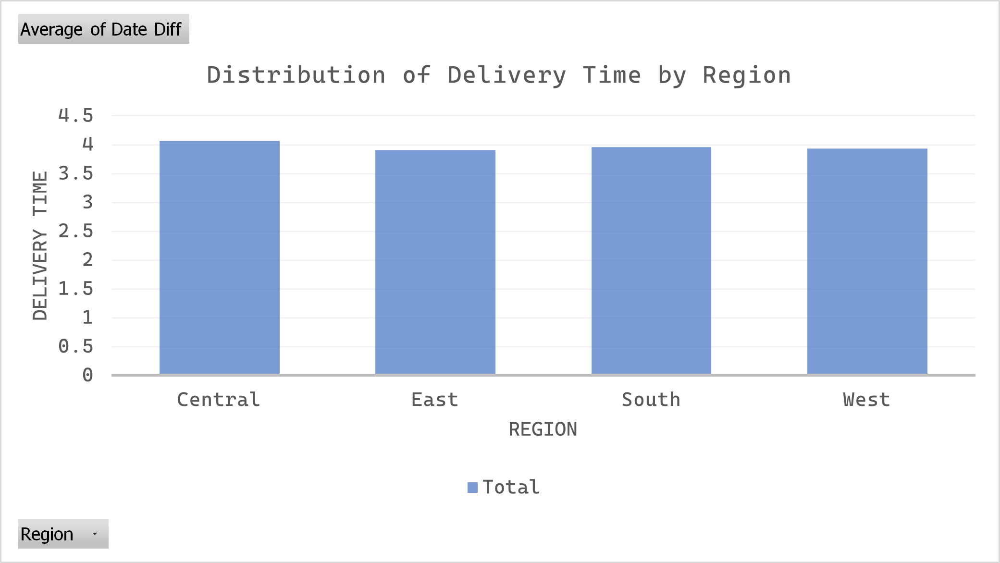 Average of Date Diff
Distribution of Delivery Time by Region
4.5
4
3.5
3
2.5
2
1.5
1
0.5
0
DELIVERY TIME
Central East South West
REGION
Total
Region